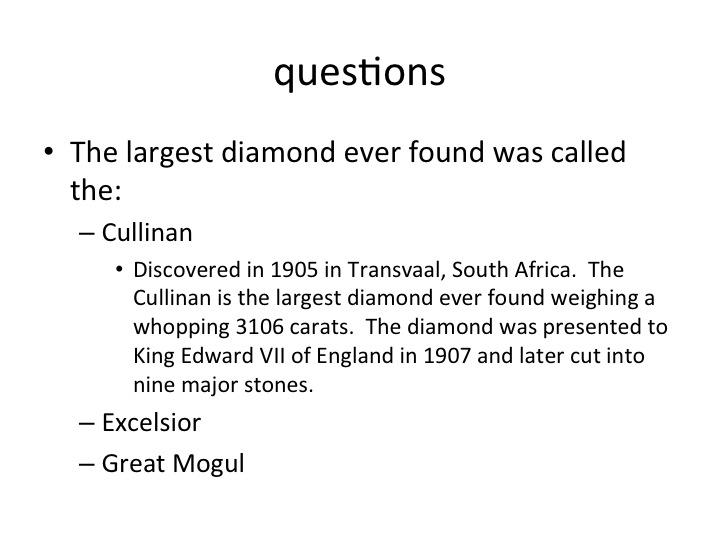 questions
• The largest diamond ever found was called
the:
– Cullinan
• Discovered in 1905 in Transvaal, South Africa.  The
Cullinan is the largest diamond ever found weighing a
whopping 3106 carats.  The diamond was presented to
King Edward VII of England in 1907 and later cut into
nine major stones.
– Excelsior
– Great Mogul